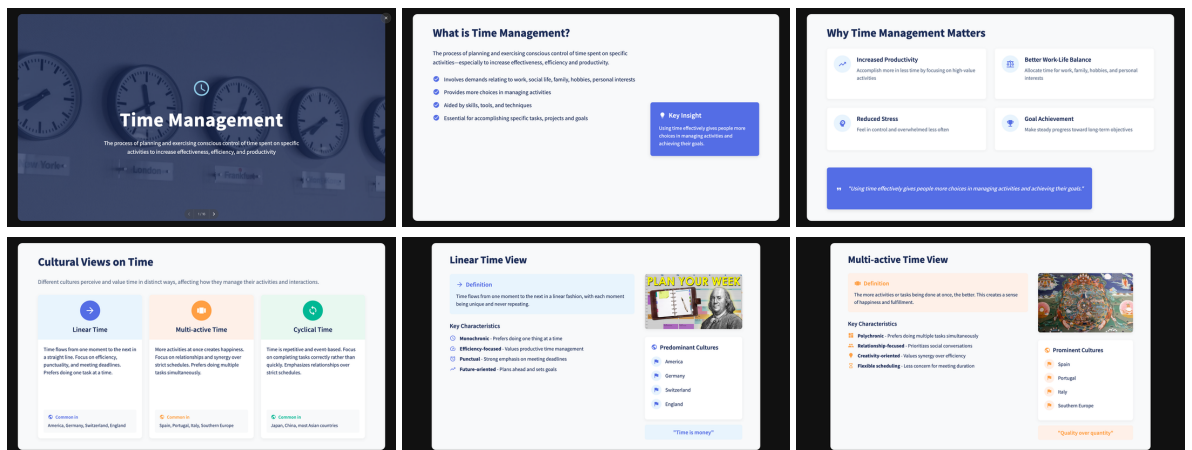 New York
London
Time Management
The process of planning and exercising conscious control of time spent on specific
activities to increase effectiveness, efficiency, and productivity
What is Time Management?
The process of planning and exercising conscious control of time spent on specific
activities—especially to increase effectiveness, efficiency and productivity.
Involves demands relating to work, social life, family, hobbies, personal interests
Provides more choices in managing activities
Aided by skills, tools, and techniques
Essential for accomplishing specific tasks, projects and goals
Key Insight
Using time effectively gives people more
choices in managing activities and
achieving their goals.
Why Time Management Matters
Increased Productivity
Accomplish more in less time by focusing on high-value
activities
Better Work-Life Balance
Allocate time for work, family, hobbies, and personal
interests
Reduced Stress
Feel in control and overwhelmed less often
Goal Achievement
Make steady progress toward long-term objectives
"Using time effectively gives people more choices in managing activities and achieving their goals."
Cultural Views on Time
Different cultures perceive and value time in distinct ways, affecting how they manage their activities and interactions.
Linear Time
Time flows from one moment to the next in
a straight line. Focus on efficiency,
punctuality, and meeting deadlines.
Prefers doing one task at a time.
Common in
America, Germany, Switzerland, England
Multi-active Time
More activities at once creates happiness.
Focus on relationships and synergy over
strict schedules. Prefers doing multiple
tasks simultaneously.
Common in
Spain, Portugal, Italy, Southern Europe
Cyclical Time
Time is repetitive and event-based. Focus
on completing tasks correctly rather than
quickly. Emphasizes relationships over
strict schedules.
Common in
Japan, China, most Asian countries
Linear Time View
Definition
Time flows from one moment to the next in a linear fashion, with each moment
being unique and never repeating.
Key Characteristics
Monochronic - Prefers doing one thing at a time
Efficiency-focused - Values productive time management
Punctual - Strong emphasis on meeting deadlines
Future-oriented - Plans ahead and sets goals
PLAN YOUR WEEK
Predominant Cultures
America
Germany
Switzerland
England
"Time is money"
Multi-active Time View
Definition
The more activities or tasks being done at once, the better. This creates a sense
of happiness and fulfillment.
Key Characteristics
Polychronic - Prefers doing multiple tasks simultaneously
Relationship-focused - Prioritizes social conversations
Creativity-oriented - Values synergy over efficiency
Flexible scheduling - Less concern for meeting duration
Prominent Cultures
Spain
Portugal
Italy
Southern Europe
"Quality over quantity"